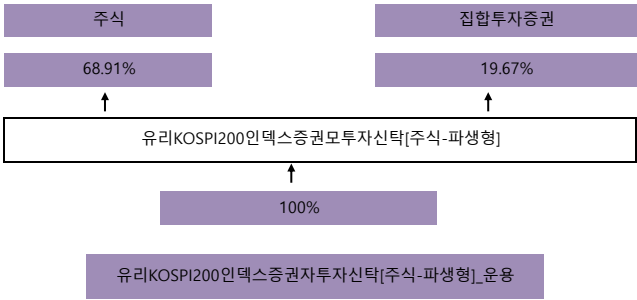 주식
집합투자증권
68.91%
19.67%
유리KOSPI200인덱스증권모투자신탁[주식-파생형]
100%
유리KOSPI200인덱스증권자투자신탁[주식-파생형]_운용